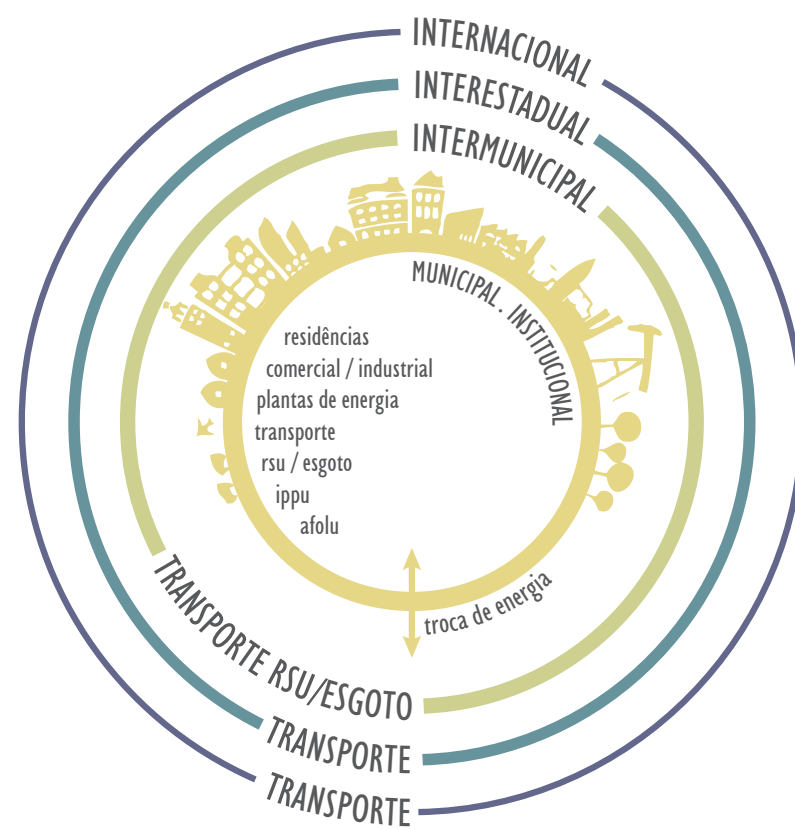 INTERNACIONAL
INTERESTADUAL
INTERMUNICIPAL
MUNICIPAL . INSTITUCIONAL
residências
comercial / industrial
plantas de energia
transporte
rsu / esgoto
ippu
afolu
troca de energia
TRANSPORTE RSU/ESGOTO
TRANSPORTE
TRANSPORTE